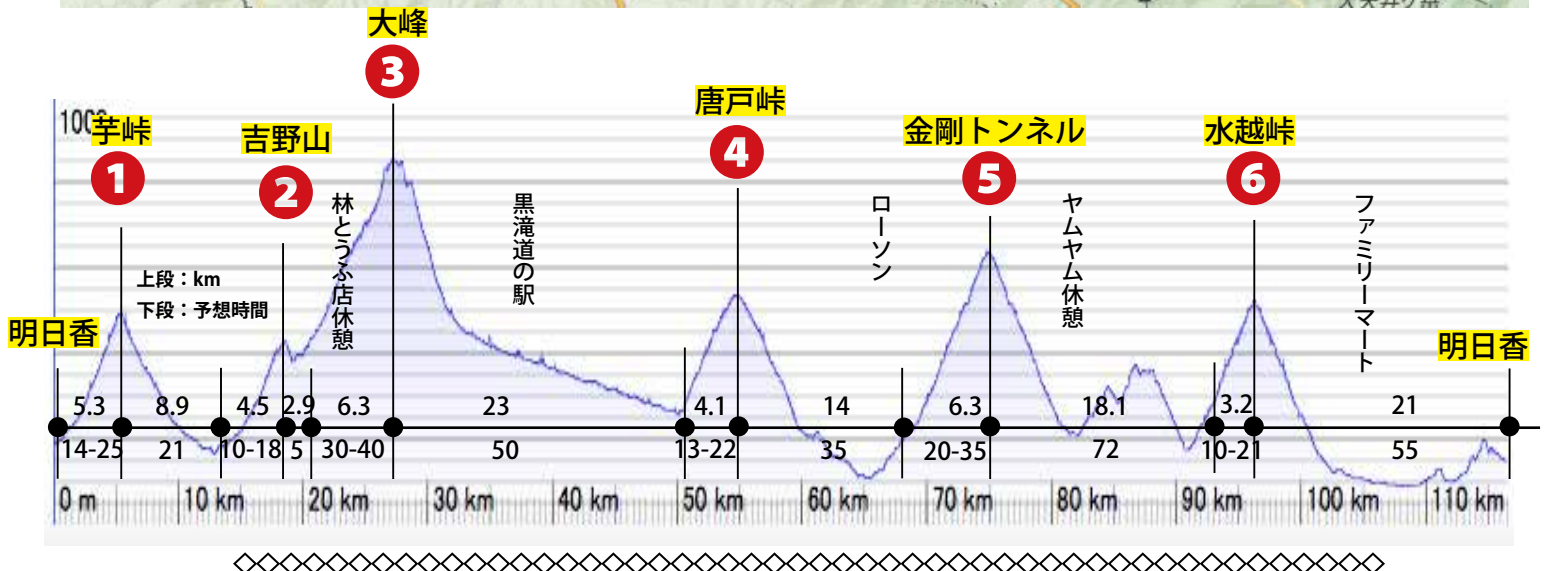 大峰
3
1000
芋峠
1
吉野山
2
唐戸峠
4
金剛トンネル
5
水越峠
6
林とうふ店休憩
黒滝道の駅
ローソン
ヤムヤム休憩
ファミリーマート
上段：km
下段：予想時間
明日香
明日香
5.3 8.9 4.5 2.9 6.3 23 4.1 14 6.3 18.1 3.2 21
14-25 21 10-18 5 30-40 50 13-22 35 20-35 72 10-21 55
0 m 10 km 20 km 30 km 40 km 50 km 60 km 70 km 80 km 90 km 100 km 110 km